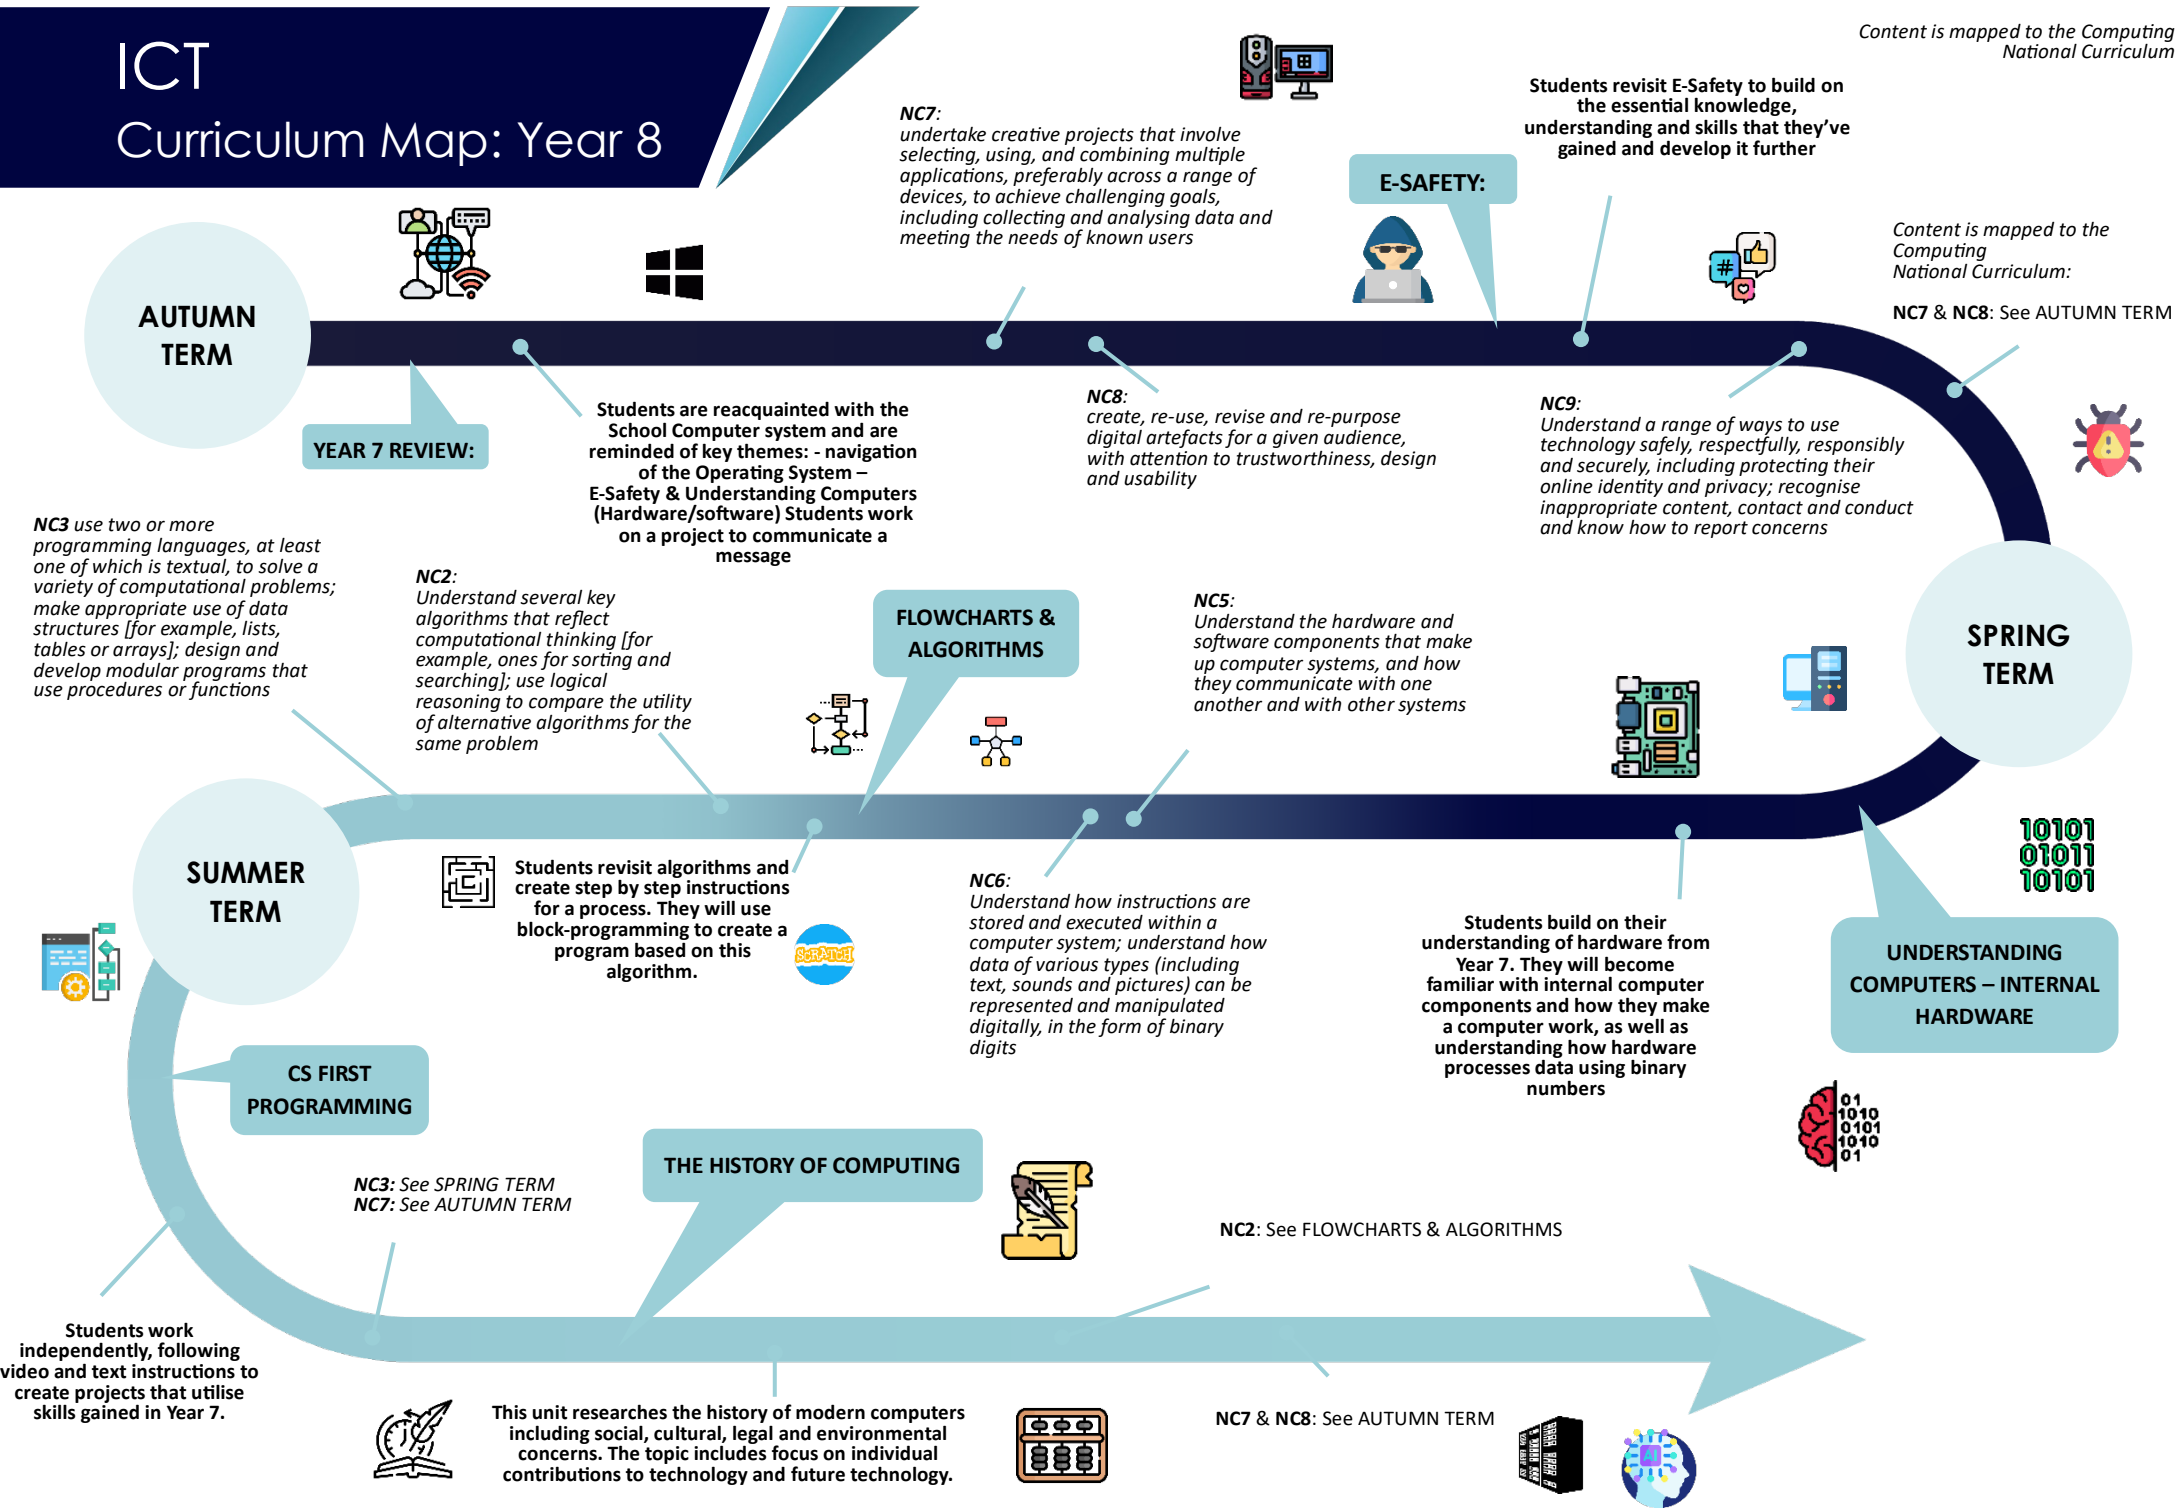 ICT
Curriculum Map: Year 8
Content is mapped to the Computing
National Curriculum
NC7:
undertake creative projects that involve
selecting, using, and combining multiple
applications, preferably across a range of
devices, to achieve challenging goals,
including collecting and analysing data and
meeting the needs of known users
Students revisit E-Safety to build on
the essential knowledge,
understanding and skills that they’ve
gained and develop it further
E-SAFETY:
Content is mapped to the
Computing
National Curriculum:
NC7 & NC8: See AUTUMN TERM
#
AUTUMN
TERM
YEAR 7 REVIEW:
Students are reacquainted with the
School Computer system and are
reminded of key themes: - navigation
of the Operating System –
E-Safety & Understanding Computers
(Hardware/software) Students work
on a project to communicate a
message
NC8:
create, re-use, revise and re-purpose
digital artefacts for a given audience,
with attention to trustworthiness, design
and usability
NC9:
Understand a range of ways to use
technology safely, respectfully, responsibly
and securely, including protecting their
online identity and privacy; recognise
inappropriate content, contact and conduct
and know how to report concerns
NC3 use two or more
programming languages, at least
one of which is textual, to solve a
variety of computational problems;
make appropriate use of data
structures [for example, lists,
tables or arrays]; design and
develop modular programs that
use procedures or functions
NC2:
Understand several key
algorithms that reflect
computational thinking [for
example, ones for sorting and
searching]; use logical
reasoning to compare the utility
of alternative algorithms for the
same problem
FLOWCHARTS &
ALGORITHMS
NC5:
Understand the hardware and
software components that make
up computer systems, and how
they communicate with one
another and with other systems
SPRING
TERM
SUMMER
TERM
Students revisit algorithms and
create step by step instructions
for a process. They will use
block-programming to create a
program based on this
algorithm.
SCRATCH
NC6:
Understand how instructions are
stored and executed within a
computer system; understand how
data of various types (including
text, sounds and pictures) can be
represented and manipulated
digitally, in the form of binary
digits
Students build on their
understanding of hardware from
Year 7. They will become
familiar with internal computer
components and how they make
a computer work, as well as
understanding how hardware
processes data using binary
numbers
10101
01011
10101
UNDERSTANDING
COMPUTERS – INTERNAL
HARDWARE
01
1010
0101
1010
01
CS FIRST
PROGRAMMING
NC3: See SPRING TERM
NC7: See AUTUMN TERM
THE HISTORY OF COMPUTING
NC2: See FLOWCHARTS & ALGORITHMS
Students work
independently, following
video and text instructions to
create projects that utilise
skills gained in Year 7.
This unit researches the history of modern computers
including social, cultural, legal and environmental
concerns. The topic includes focus on individual
contributions to technology and future technology.
NC7 & NC8: See AUTUMN TERM
AI